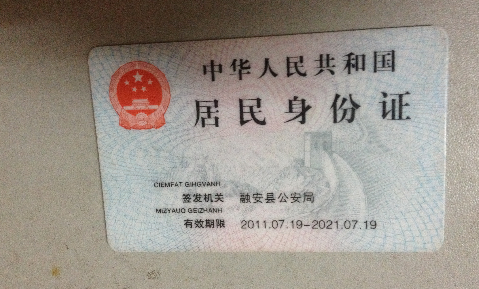 中华人民共和国
居民身份证
CIEMFAT GIHGVANH
签发机关 融安县公安局
MIZYAUQ GEIZHANH
有效期限 2011.07.19-2021.07.19